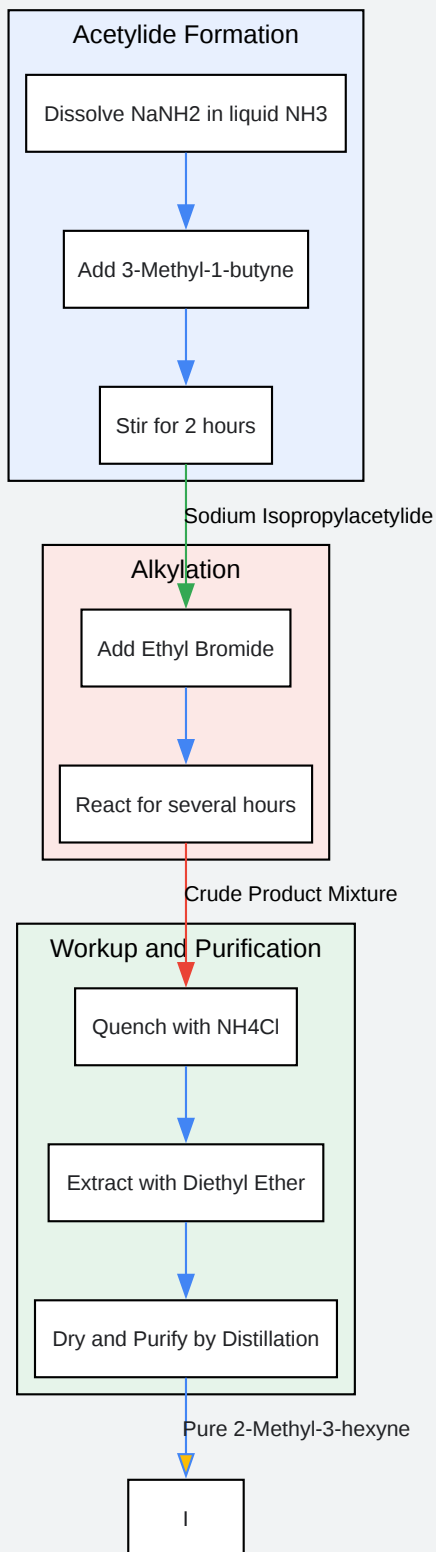 Acetylide Formation
Dissolve NaNH2 in liquid NH3
Add 3-Methyl-1-butyne
Stir for 2 hours
Sodium Isopropylacetylide
Alkylation
Add Ethyl Bromide
React for several hours
Crude Product Mixture
Workup and Purification
Quench with NH4Cl
Extract with Diethyl Ether
Dry and Purify by Distillation
Pure 2-Methyl-3-hexyne
I